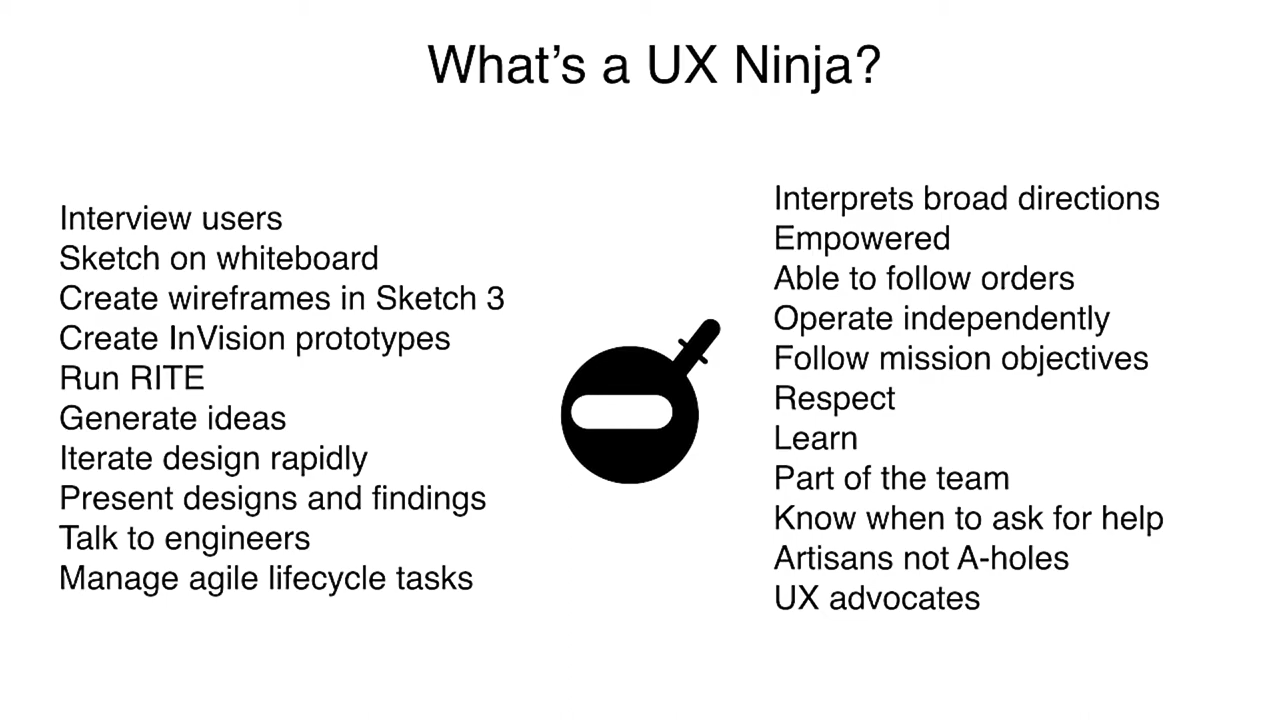 What's a UX Ninja?
Interview users
Sketch on whiteboard
Create wireframes in Sketch 3
Create InVision prototypes
Run RITE
Generate ideas
Iterate design rapidly
Present designs and findings
Talk to engineers
Manage agile lifecycle tasks
Interprets broad directions
Empowered
Able to follow orders
Operate independently
Follow mission objectives
Respect
Learn
Part of the team
Know when to ask for help
Artisans not A-holes
UX advocates